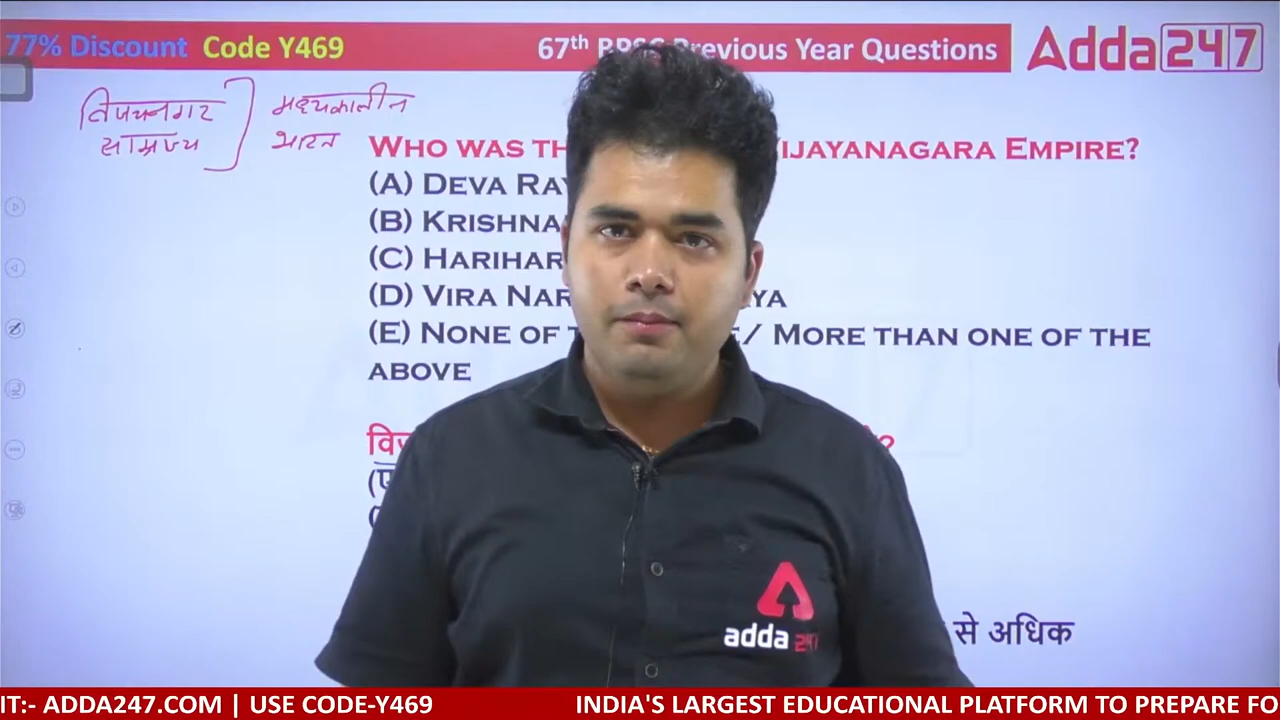 77% Discount Code Y469
67th BPSC Previous Year Questions
Adda247
विजयनगर
साम्राज्य
मध्यकालीन
भारत
WHO WAS TH IJAYANAGARA EMPIRE?
(A) DEVA RAY
(B) KRISHNA
(C) HARIHAR
(D) VIRA NAR AYA
(E) NONE OF / MORE THAN ONE OF THE
ABOVE
?
से अधिक
adda 247
IT:- ADDA247.COM | USE CODE-Y469
INDIA'S LARGEST EDUCATIONAL PLATFORM TO PREPARE FO